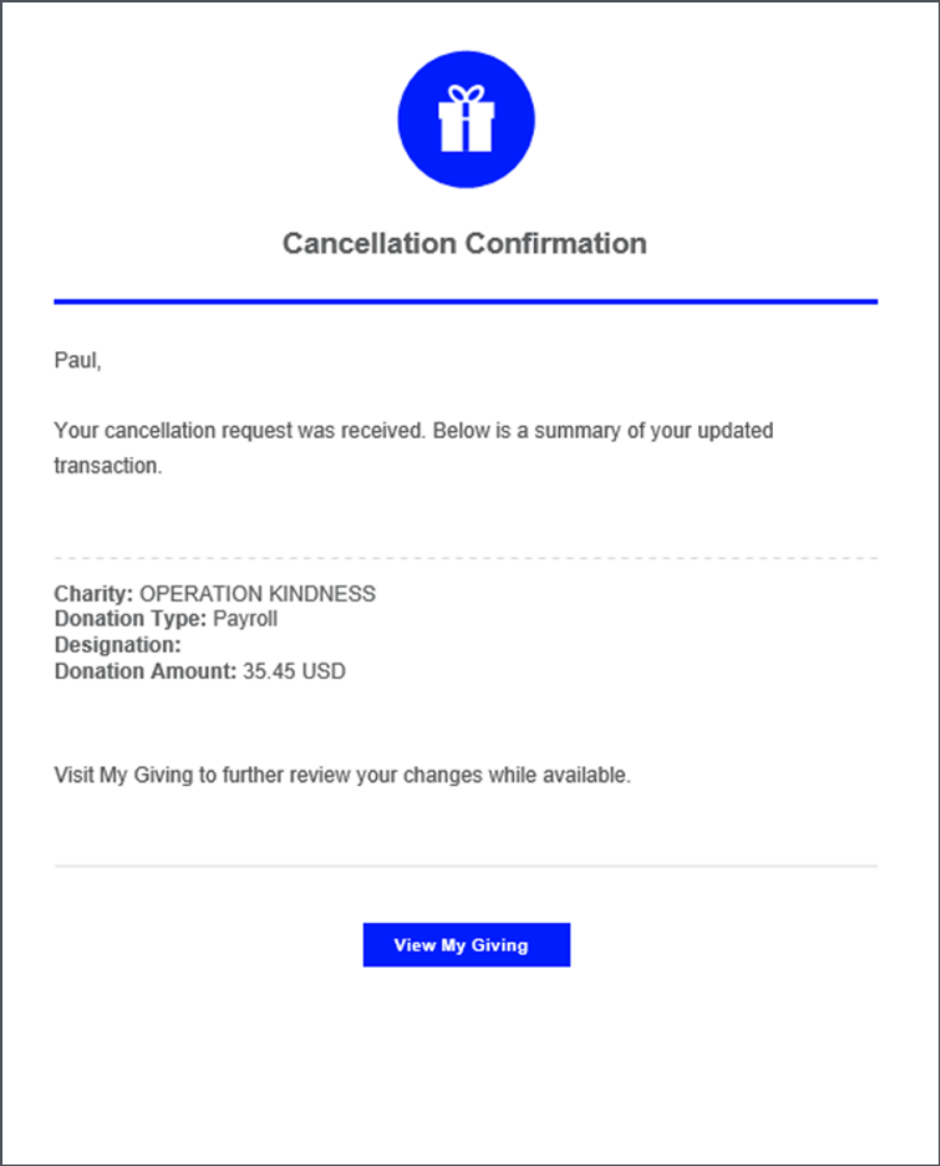 Cancellation Confirmation
Paul,
Your cancellation request was received. Below is a summary of your updated
transaction.
Charity: OPERATION KINDNESS
Donation Type: Payroll
Designation:
Donation Amount: 35.45 USD
Visit My Giving to further review your changes while available.
View My Giving